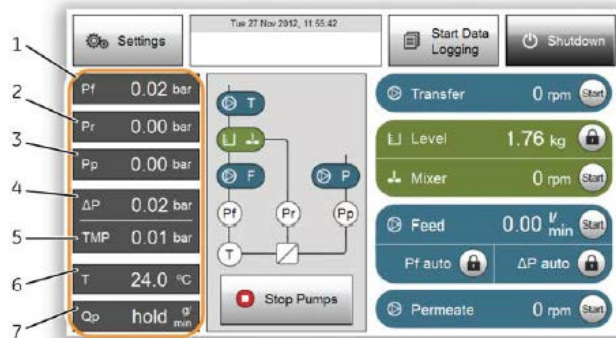 Settings
Tue 27 Nov 2012, 11:55:42
Start Data
Logging
Shutdown
1
Pf 0.02 bar
2
Pr 0.00 bar
3
Pp 0.00 bar
4
ΔP 0.02 bar
5
TMP 0.01 bar
6
T 24.0 °C
7
Qp hold g/min
T
F
P
Pf
Pr
Pp
T
Stop Pumps
Transfer 0 rpm Start
Level 1.76 kg
Mixer 0 rpm Start
Feed 0.00 l/min Start
Pf auto ΔP auto
Permeate 0 rpm Start